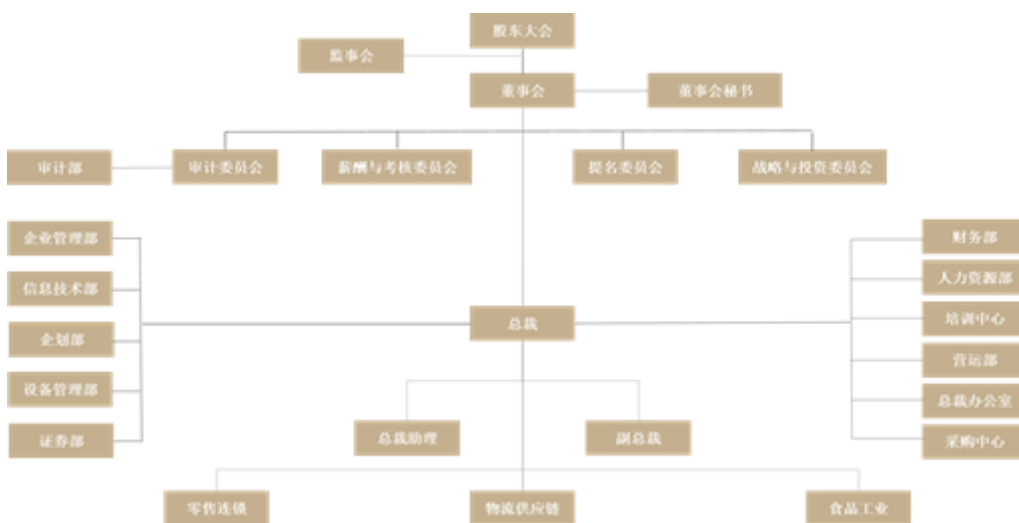 股东大会
监事会
董事会
董事会秘书
审计部
审计委员会
薪酬与考核委员会
提名委员会
战略与投资委员会
企业管理部
信息技术部
企划部
设备管理部
证券部
总裁
财务部
人力资源部
培训中心
营运部
总裁办公室
采购中心
总裁助理
副总裁
零售连锁
物流供应链
食品工业